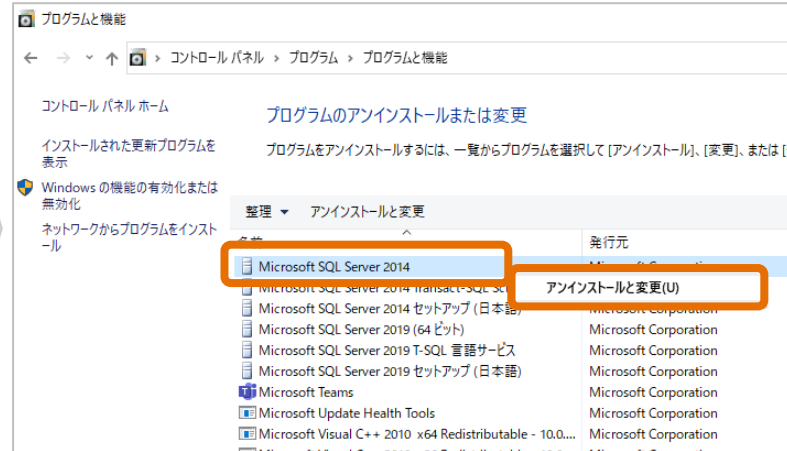 プログラムと機能
コントロール パネル › プログラム › プログラムと機能
コントロール パネル ホーム
インストールされた更新プログラムを
表示
Windows の機能の有効化または
無効化
ネットワークからプログラムをインスト
ール
プログラムのアンインストールまたは変更
プログラムをアンインストールするには、一覧からプログラムを選択して [アンインストール]、[変更]、または [
整理 アンインストールと変更
名前 発行元
Microsoft SQL Server 2014 Microsoft Corporation
アンインストールと変更(U)
Microsoft SQL Server 2014 Transact-SQL
Microsoft SQL Server 2014 セットアップ (日本語) Microsoft Corporation
Microsoft SQL Server 2019 (64 ビット) Microsoft Corporation
Microsoft SQL Server 2019 T-SQL 言語サービス Microsoft Corporation
Microsoft SQL Server 2019 セットアップ (日本語) Microsoft Corporation
Microsoft Teams Microsoft Corporation
Microsoft Update Health Tools Microsoft Corporation
Microsoft Visual C++ 2010 x64 Redistributable - 10.0.... Microsoft Corporation